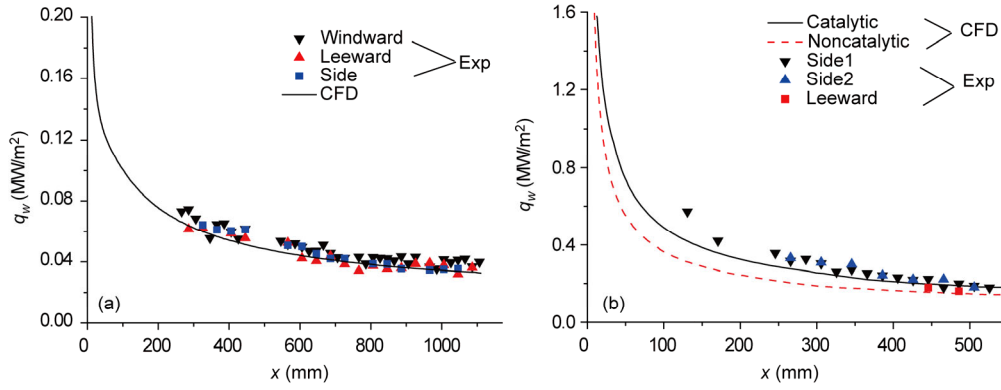 0.20
0.16
0.12
0.08
0.04
0.00
q_w (MW/m²)
Windward
Leeward
Side
CFD
Exp
(a)
0 200 400 600 800 1000
x (mm)
1.6
1.2
0.8
0.4
0.0
q_w (MW/m²)
Catalytic
Noncatalytic
CFD
Side1
Side2
Leeward
Exp
(b)
0 100 200 300 400 500
x (mm)